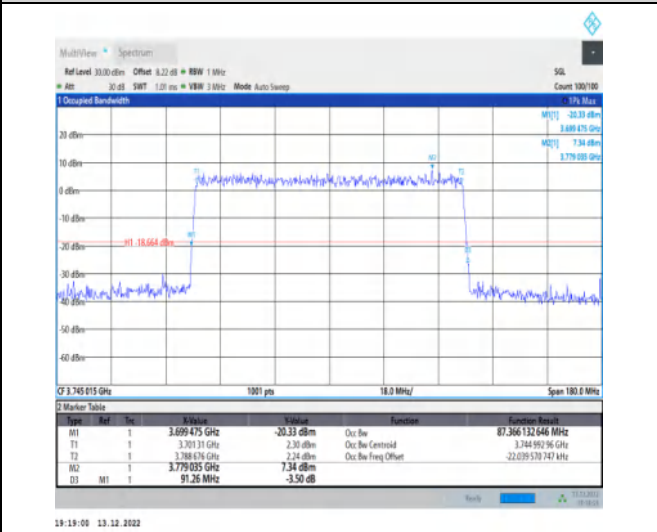 MultiView Spectrum
Ref Level 30.00 dBm Offset 8.22 dB RBW 1 MHz SGL
Att 30 dB SWT 1.01 ms VBW 3 MHz Mode Auto Sweep Count 100/100
1 Occupied Bandwidth 1Pk Max
M1[1] -20.33 dBm
3.699 475 GHz
M2[1] 7.34 dBm
3.779 035 GHz
20 dBm
10 dBm
M2
T1
T2
0 dBm
-10 dBm
M1
H1 -18.664 dBm
-20 dBm
D3
-30 dBm
-40 dBm
-50 dBm
-60 dBm
CF 3.745 015 GHz 1001 pts 18.0 MHz/ Span 180.0 MHz
2 Marker Table
Type Ref Trc X-Value Y-Value Function Function Result
M1 1 3.699 475 GHz -20.33 dBm Occ Bw 87.366 132 646 MHz
T1 1 3.701 31 GHz 2.30 dBm Occ Bw Centroid 3.744 992 96 GHz
T2 1 3.788 676 GHz 2.24 dBm Occ Bw Freq Offset -22.039 570 747 kHz
M2 1 3.779 035 GHz 7.34 dBm
D3 M1 1 91.26 MHz -3.50 dB
Ready
13.12.2022
19:19:00 13.12.2022